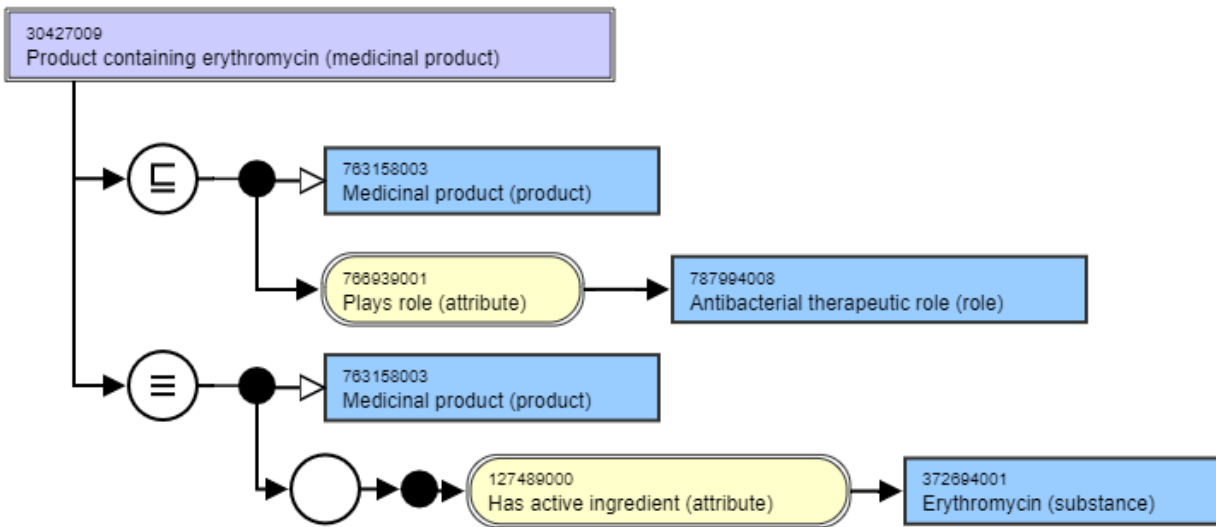 30427009
Product containing erythromycin (medicinal product)
⊑
763158003
Medicinal product (product)
766939001
Plays role (attribute)
787994008
Antibacterial therapeutic role (role)
≡
763158003
Medicinal product (product)
127489000
Has active ingredient (attribute)
372694001
Erythromycin (substance)